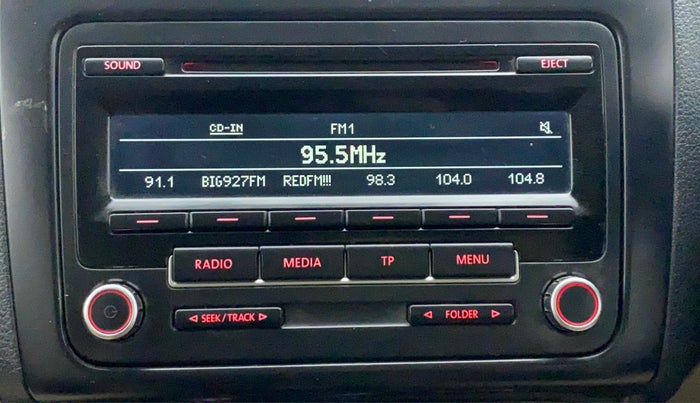 SOUND
EJECT
CD-IN FM1
95.5MHz
91.1 BIG927FM REDFM!!! 98.3 104.0 104.8
RADIO MEDIA TP MENU
SEEK/TRACK
FOLDER